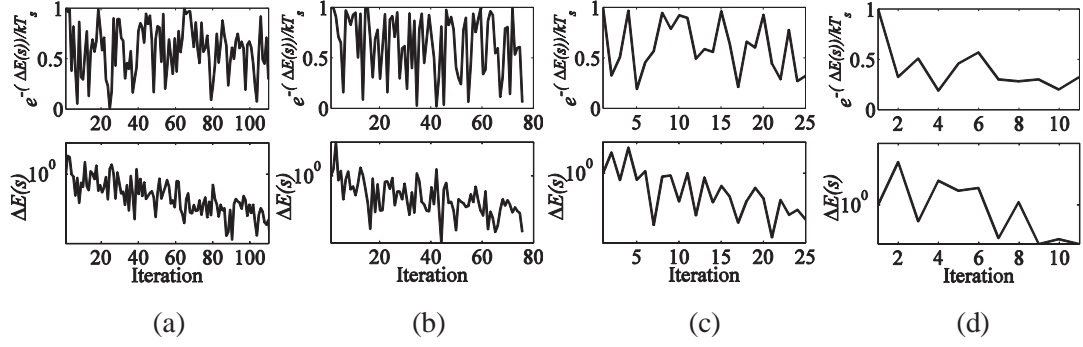 e^-( ΔE(s))/kT_s
1
0.5
0
20 40 60 80 100
ΔE(s)
10^0
20 40 60 80 100
Iteration
(a)
e^-( ΔE(s))/kT_s
1
0.5
0
20 40 60 80
ΔE(s)
10^0
20 40 60 80
Iteration
(b)
e^-( ΔE(s))/kT_s
1
0.5
0
5 10 15 20 25
ΔE(s)
10^0
5 10 15 20 25
Iteration
(c)
e^-( ΔE(s))/kT_s
1
0.5
0
2 4 6 8 10
ΔE(s)
10^0
2 4 6 8 10
Iteration
(d)